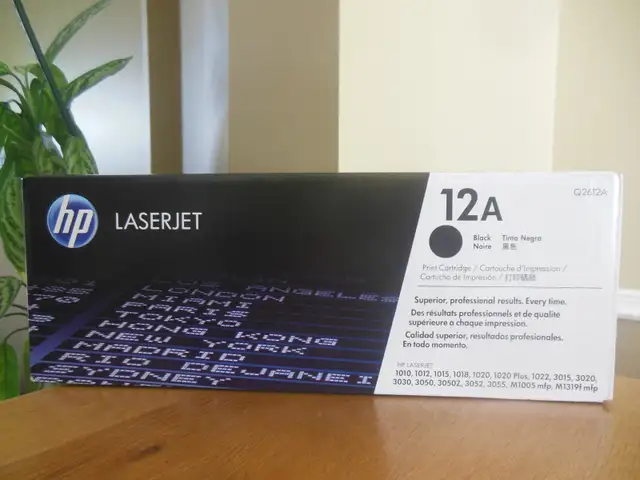 hp
LASERJET
LONDON
LOS ANGELES
MIAMI
PARIS
TOKYO
HONG KONG
NEW YORK
MADRID
RIO DE JANEI
SYDNEY
12A
Q2612A
Black Tinta Negra
Noire 黑色
Print Cartridge / Cartouche d'impression /
Cartucho de Impresión / 打印硒鼓
Superior, professional results. Every time.
Des résultats professionnels et de qualité
supérieure à chaque impression.
Calidad superior, resultados profesionales.
En todo momento.
HP LASERJET
1010, 1012, 1015, 1018, 1020, 1020 Plus, 1022, 3015, 3020,
3030, 3050, 3050Z, 3052, 3055, M1005 mfp, M1319f mfp